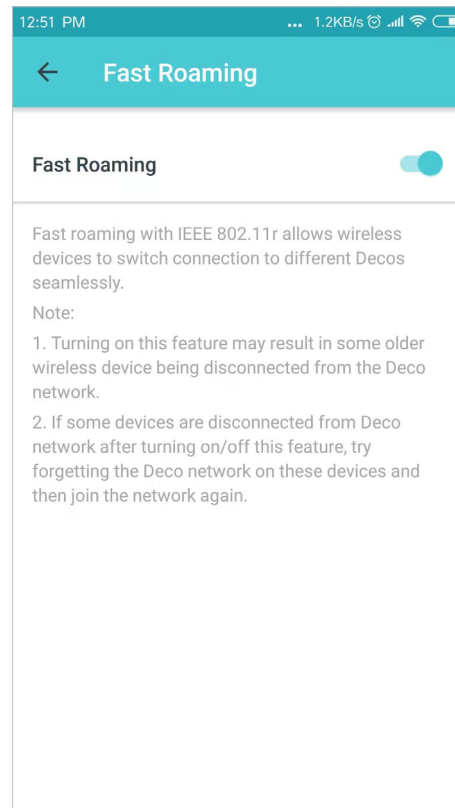 12:51 PM ... 1.2KB/s
Fast Roaming
Fast Roaming
Fast roaming with IEEE 802.11r allows wireless
devices to switch connection to different Decos
seamlessly.
Note:
1. Turning on this feature may result in some older
wireless device being disconnected from the Deco
network.
2. If some devices are disconnected from Deco
network after turning on/off this feature, try
forgetting the Deco network on these devices and
then join the network again.